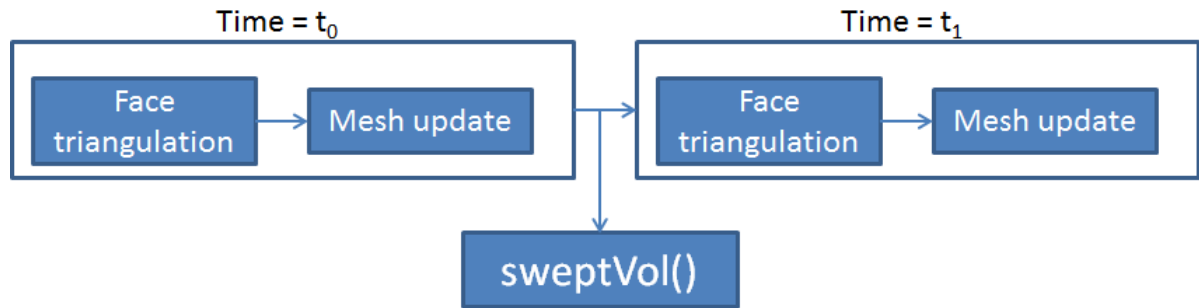 Time = t₀
Time = t₁
Face
triangulation
Mesh update
Face
triangulation
Mesh update
sweptVol()